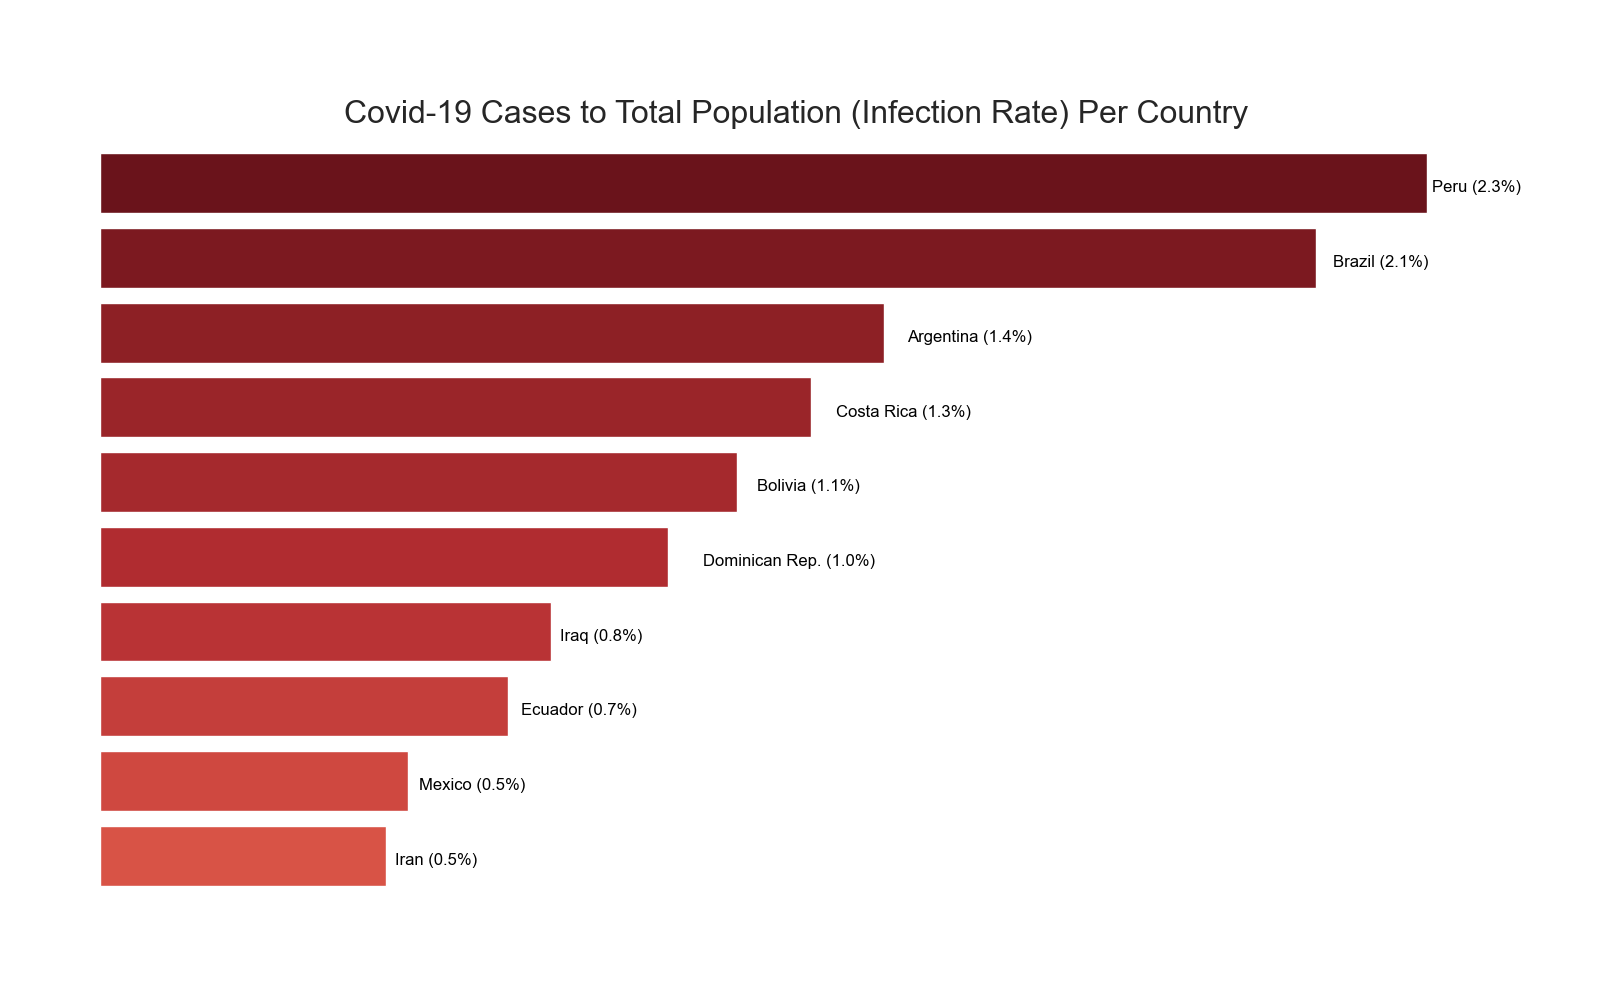 Covid-19 Cases to Total Population (Infection Rate) Per Country
Peru (2.3%)
Brazil (2.1%)
Argentina (1.4%)
Costa Rica (1.3%)
Bolivia (1.1%)
Dominican Rep. (1.0%)
Iraq (0.8%)
Ecuador (0.7%)
Mexico (0.5%)
Iran (0.5%)